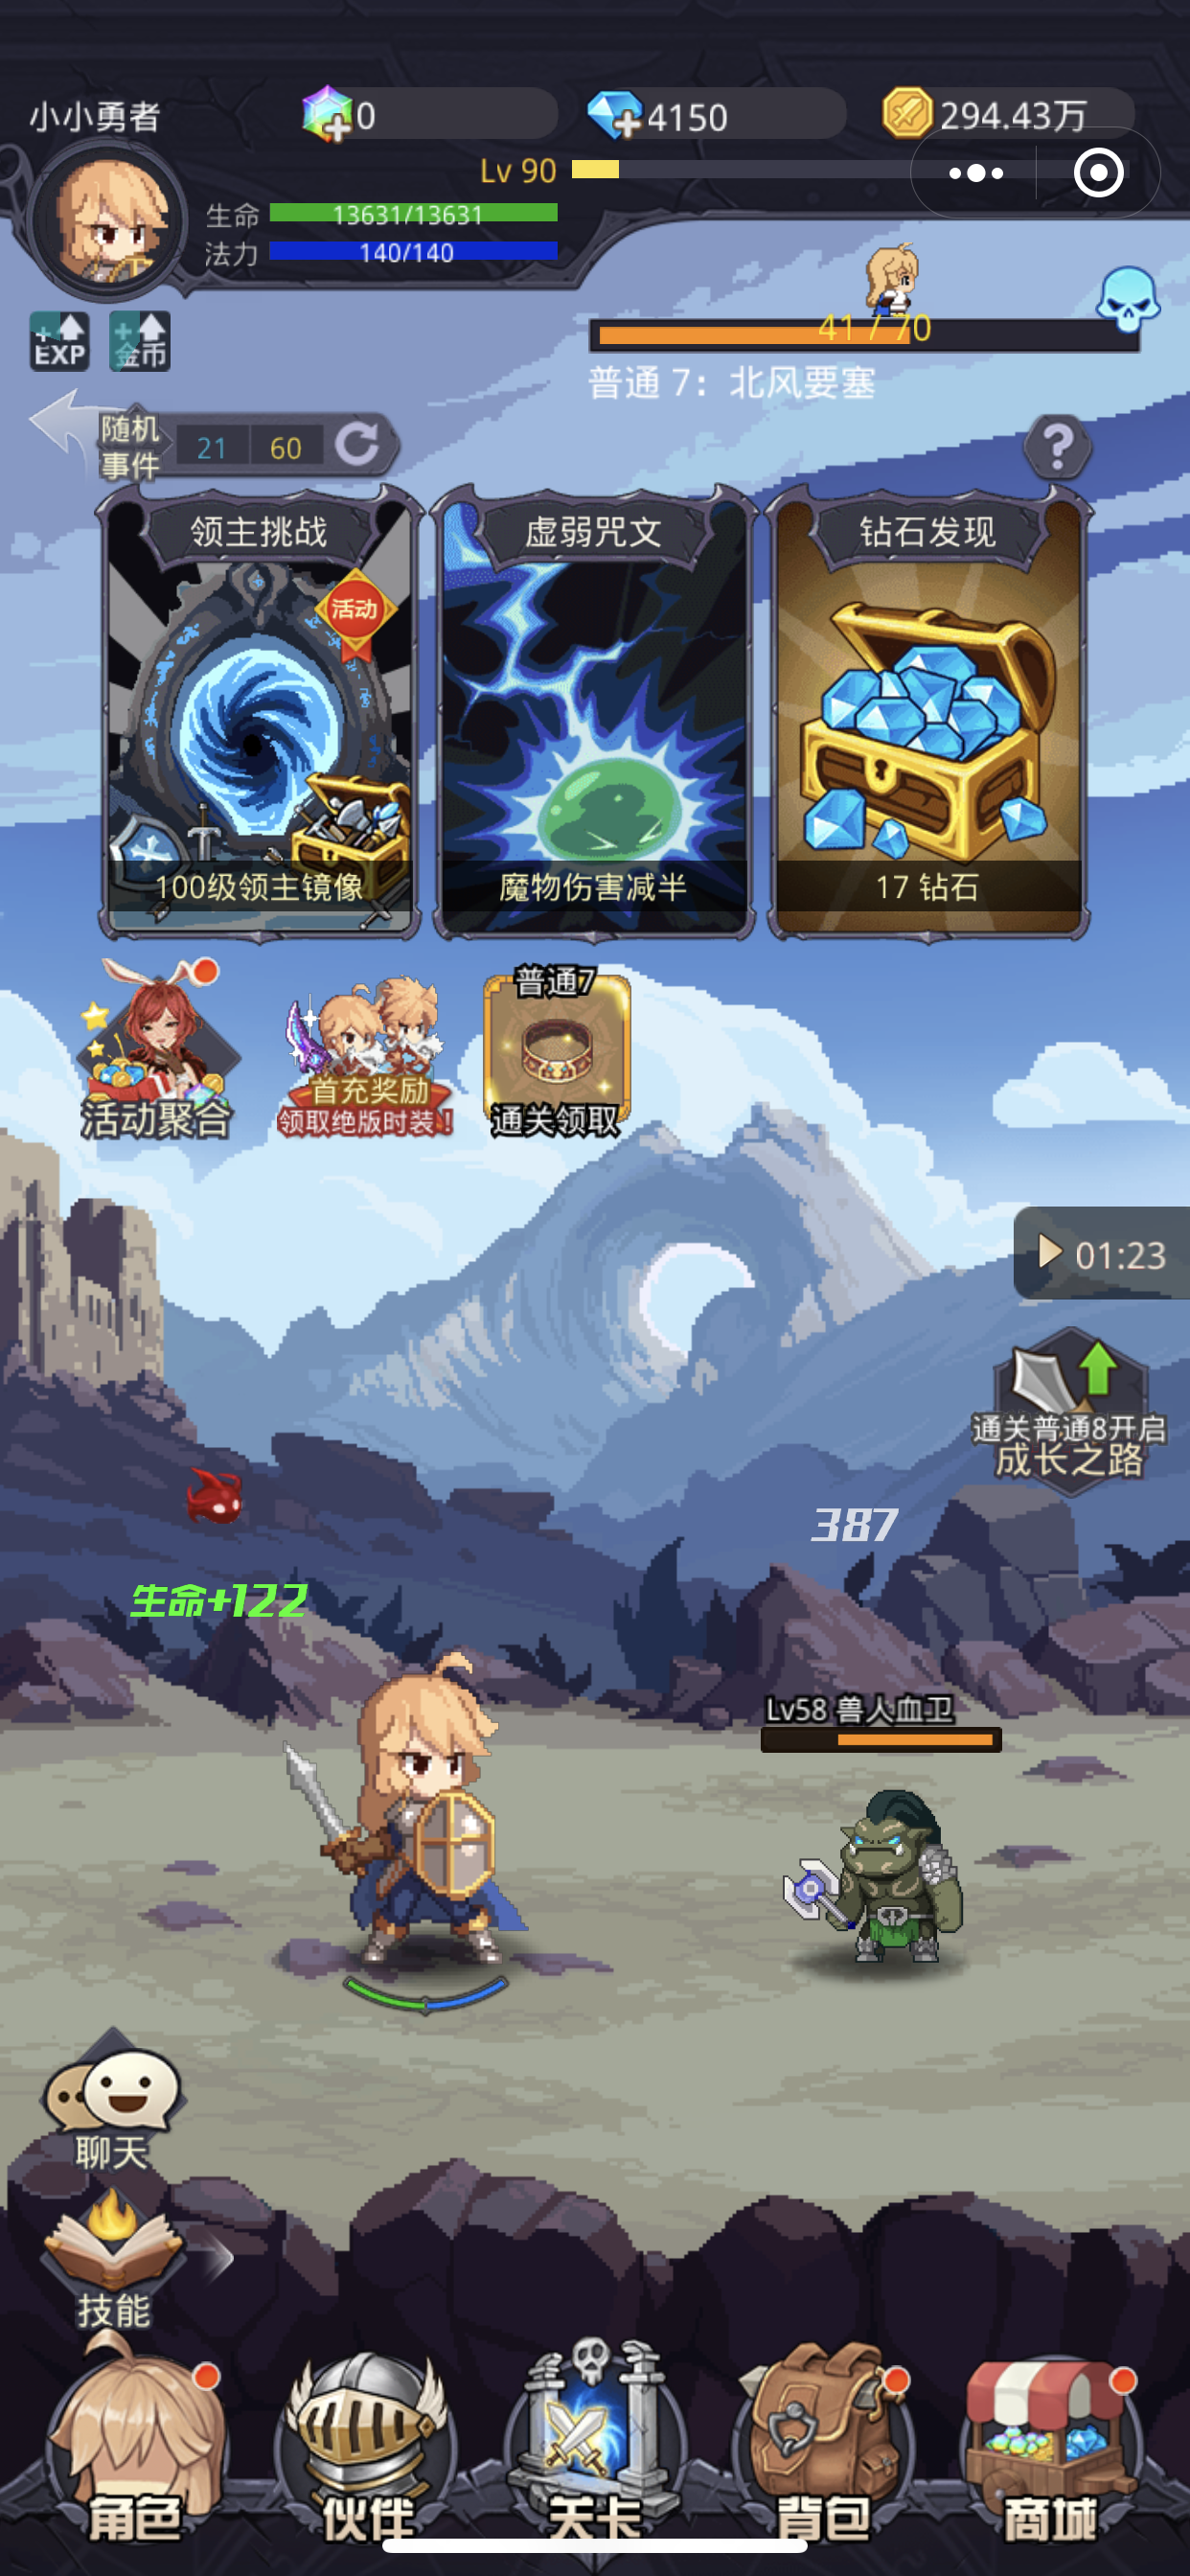 小小勇者
0
4150
294.43万
Lv 90
生命 13631/13631
法力 140/140
+EXP
+金币
41 / 70
普通 7：北风要塞
随机
事件
21
60
?
领主挑战
活动
100级领主镜像
虚弱咒文
魔物伤害减半
钻石发现
17 钻石
活动聚合
首充奖励
领取绝版时装！
普通7
通关领取
01:23
通关普通8开启
成长之路
387
生命+122
Lv58 兽人血卫
聊天
技能
角色
伙伴
关卡
背包
商城